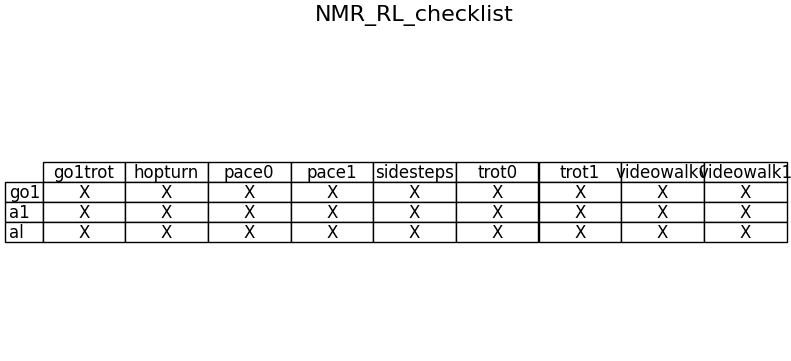 NMR_RL_checklist
go1trot hopturn pace0 pace1 sidesteps trot0 trot1 videowalk0 videowalk1
go1 X X X X X X X X X
a1 X X X X X X X X X
al X X X X X X X X X